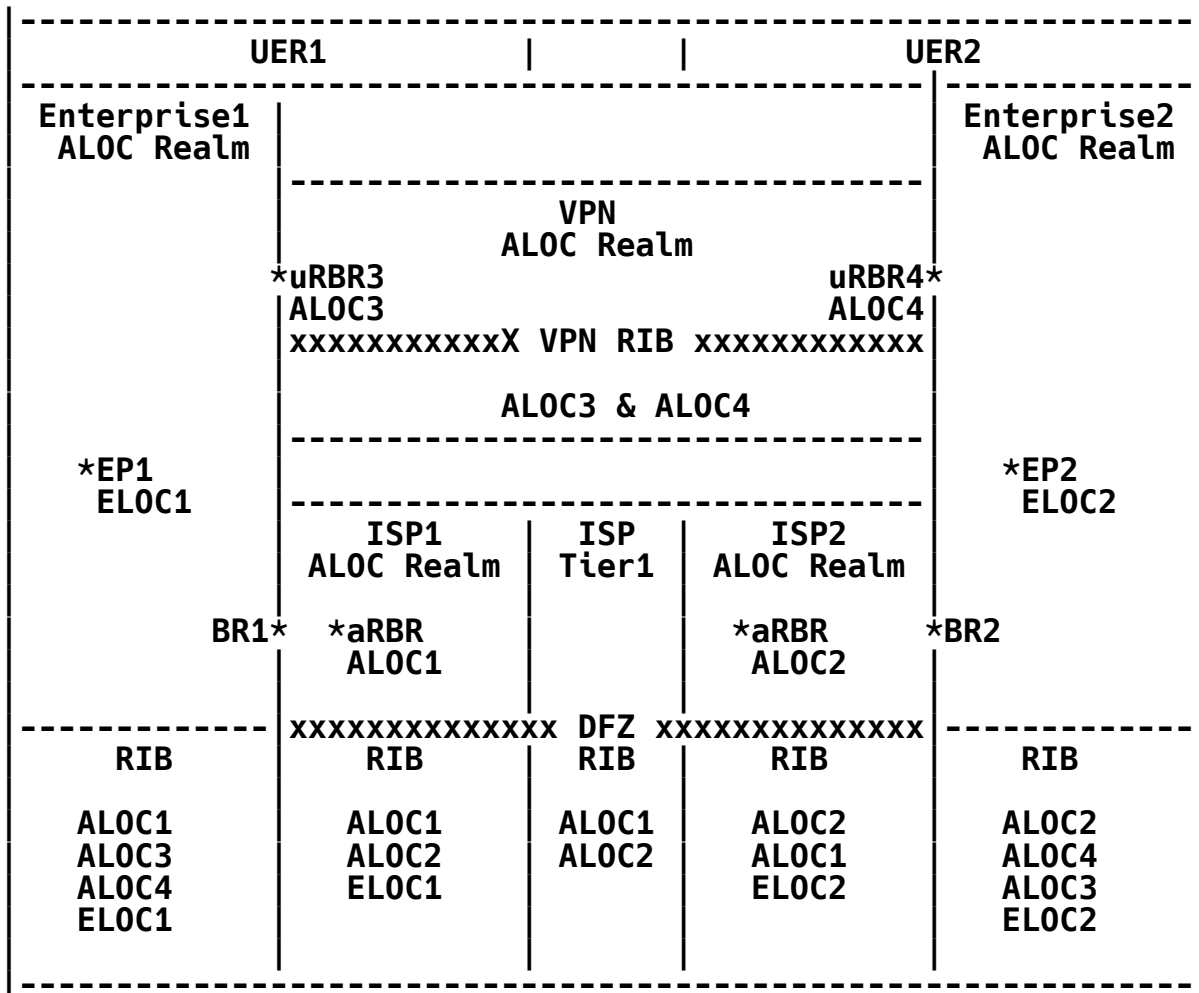 UER1 | | UER2
Enterprise1 Enterprise2
ALOC Realm ALOC Realm
VPN
ALOC Realm
*uRBR3 uRBR4*
ALOC3 ALOC4
xxxxxxxxxxxX VPN RIB xxxxxxxxxxxx
ALOC3 & ALOC4
*EP1 *EP2
ELOC1 ELOC2
ISP1 | ISP | ISP2
ALOC Realm | Tier1 | ALOC Realm
BR1* *aRBR *aRBR *BR2
ALOC1 ALOC2
xxxxxxxxxxxxxx DFZ xxxxxxxxxxxxxx
RIB RIB RIB RIB RIB
ALOC1 ALOC1 ALOC1 ALOC2 ALOC2
ALOC3 ALOC2 ALOC2 ALOC1 ALOC4
ALOC4 ELOC1 ELOC2 ALOC3
ELOC1 ELOC2